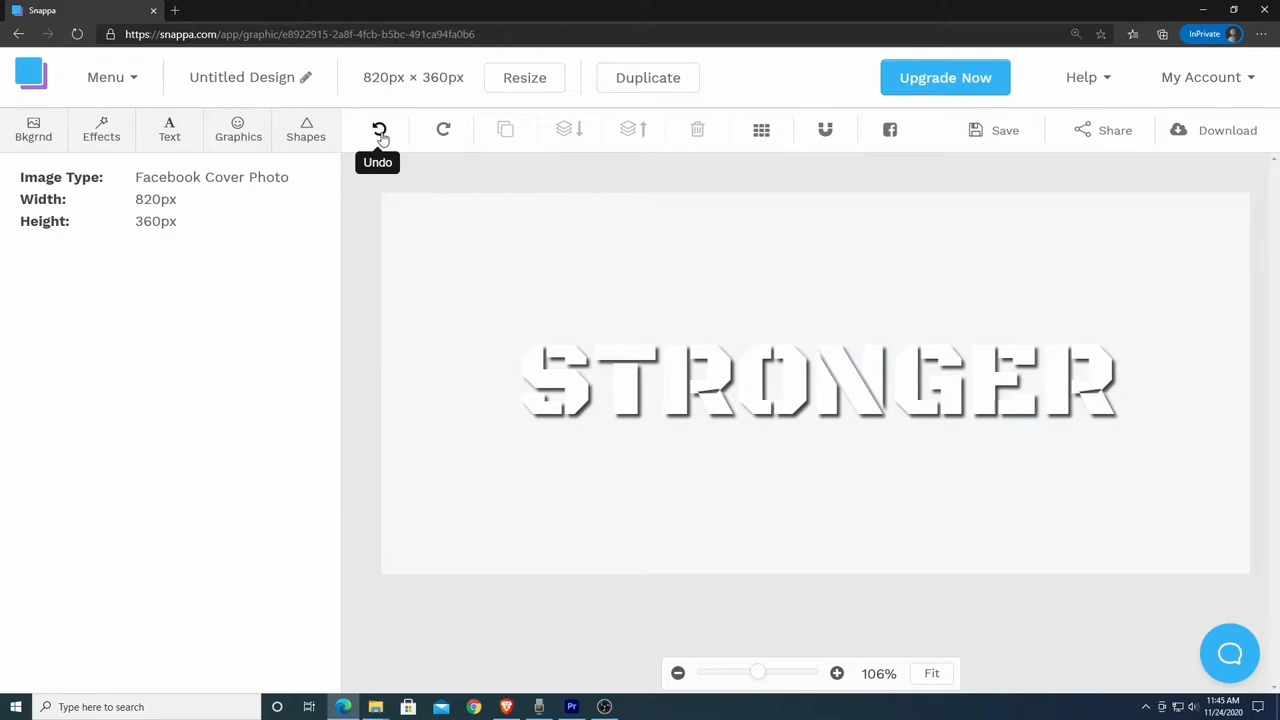 Snappa
https://snappa.com/app/graphic/e8922915-2a8f-4fcb-b5bc-491ca94fa0b6
InPrivate
Menu
Untitled Design
820px × 360px
Resize
Duplicate
Upgrade Now
Help
My Account
Bkgrnd
Effects
Text
Graphics
Shapes
Save
Share
Download
Undo
Image Type: Facebook Cover Photo
Width: 820px
Height: 360px
STRONGER
106%
Fit
Type here to search
Pr
11:45 AM
11/24/2020